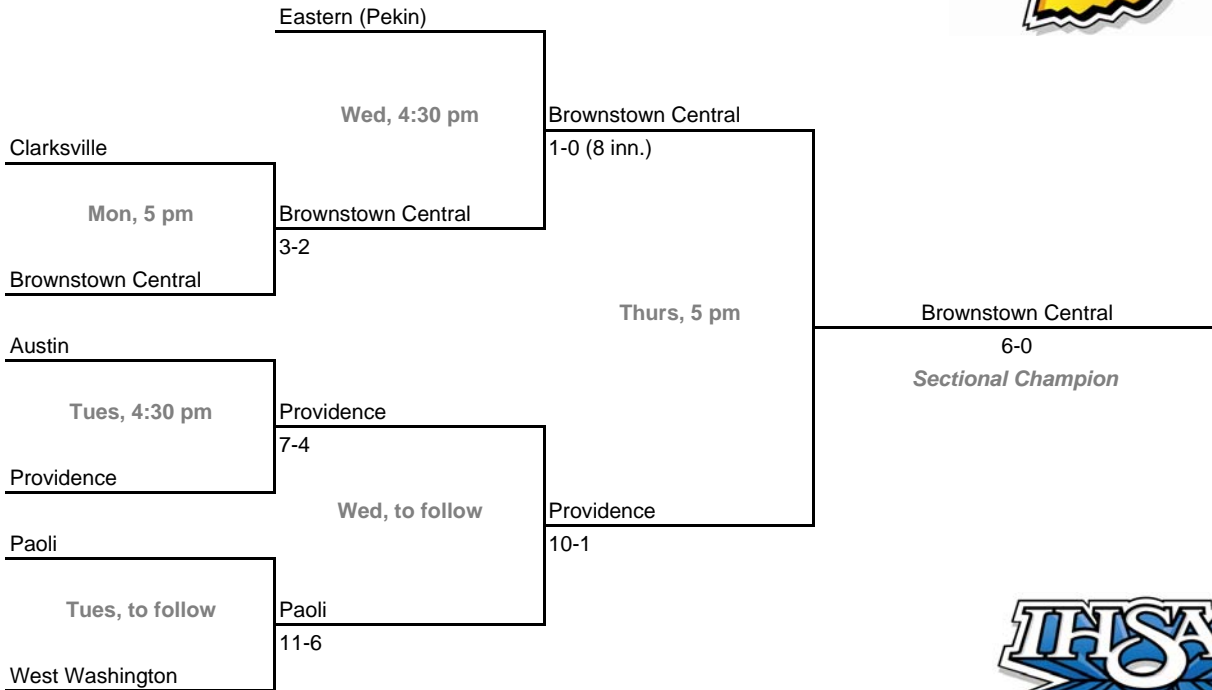 Eastern (Pekin)
Wed, 4:30 pm
Brownstown Central
Clarksville
1-0 (8 inn.)
Mon, 5 pm
Brownstown Central
3-2
Brownstown Central
Thurs, 5 pm
Brownstown Central
Austin
6-0
Sectional Champion
Tues, 4:30 pm
Providence
7-4
Providence
Wed, to follow
Providence
Paoli
10-1
Tues, to follow
Paoli
11-6
West Washington
IHSA